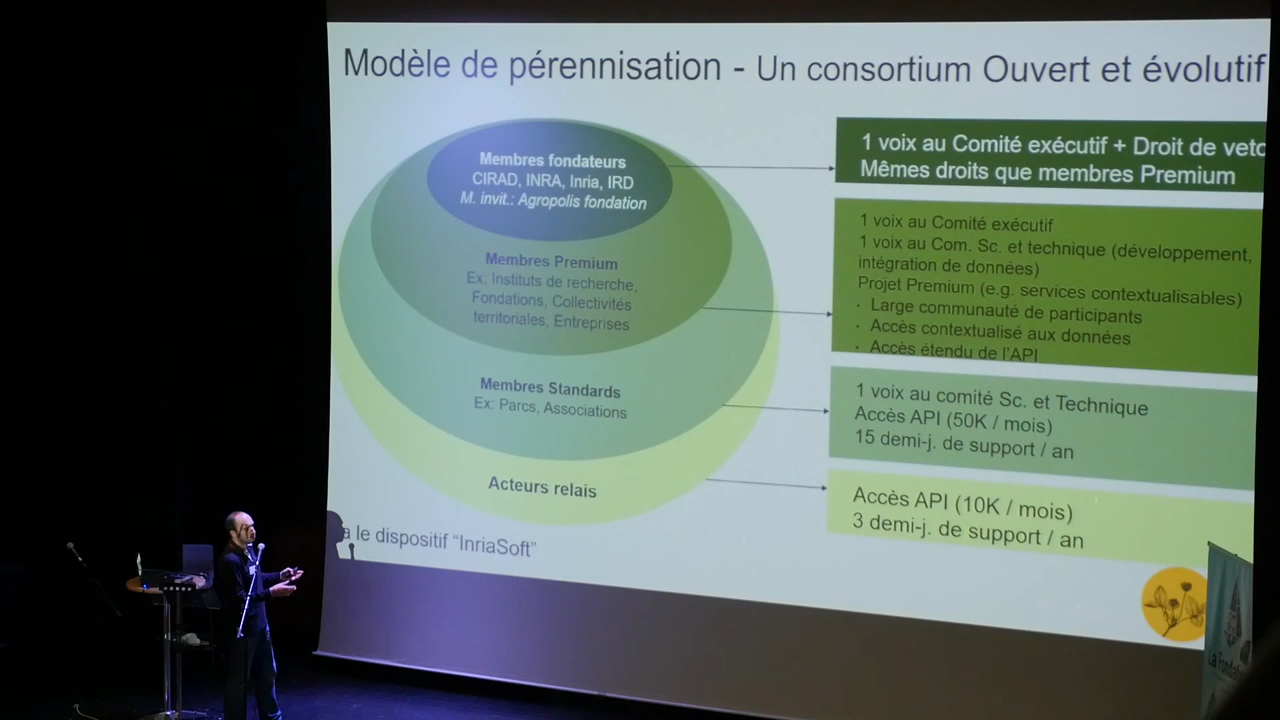 Modèle de pérennisation - Un consortium Ouvert et évolutif
Membres fondateurs
CIRAD, INRA, Inria, IRD
M. invit.: Agropolis fondation
Membres Premium
Ex: Instituts de recherche,
Fondations, Collectivités
territoriales, Entreprises
Membres Standards
Ex: Parcs, Associations
Acteurs relais
1 voix au Comité exécutif + Droit de veto
Mêmes droits que membres Premium
1 voix au Comité exécutif
1 voix au Com. Sc. et technique (développement,
intégration de données)
Projet Premium (e.g. services contextualisables)
· Large communauté de participants
· Accès contextualisé aux données
· Accès étendu de l'API
1 voix au comité Sc. et Technique
Accès API (50K / mois)
15 demi-j. de support / an
Accès API (10K / mois)
3 demi-j. de support / an
le dispositif “InriaSoft”
La